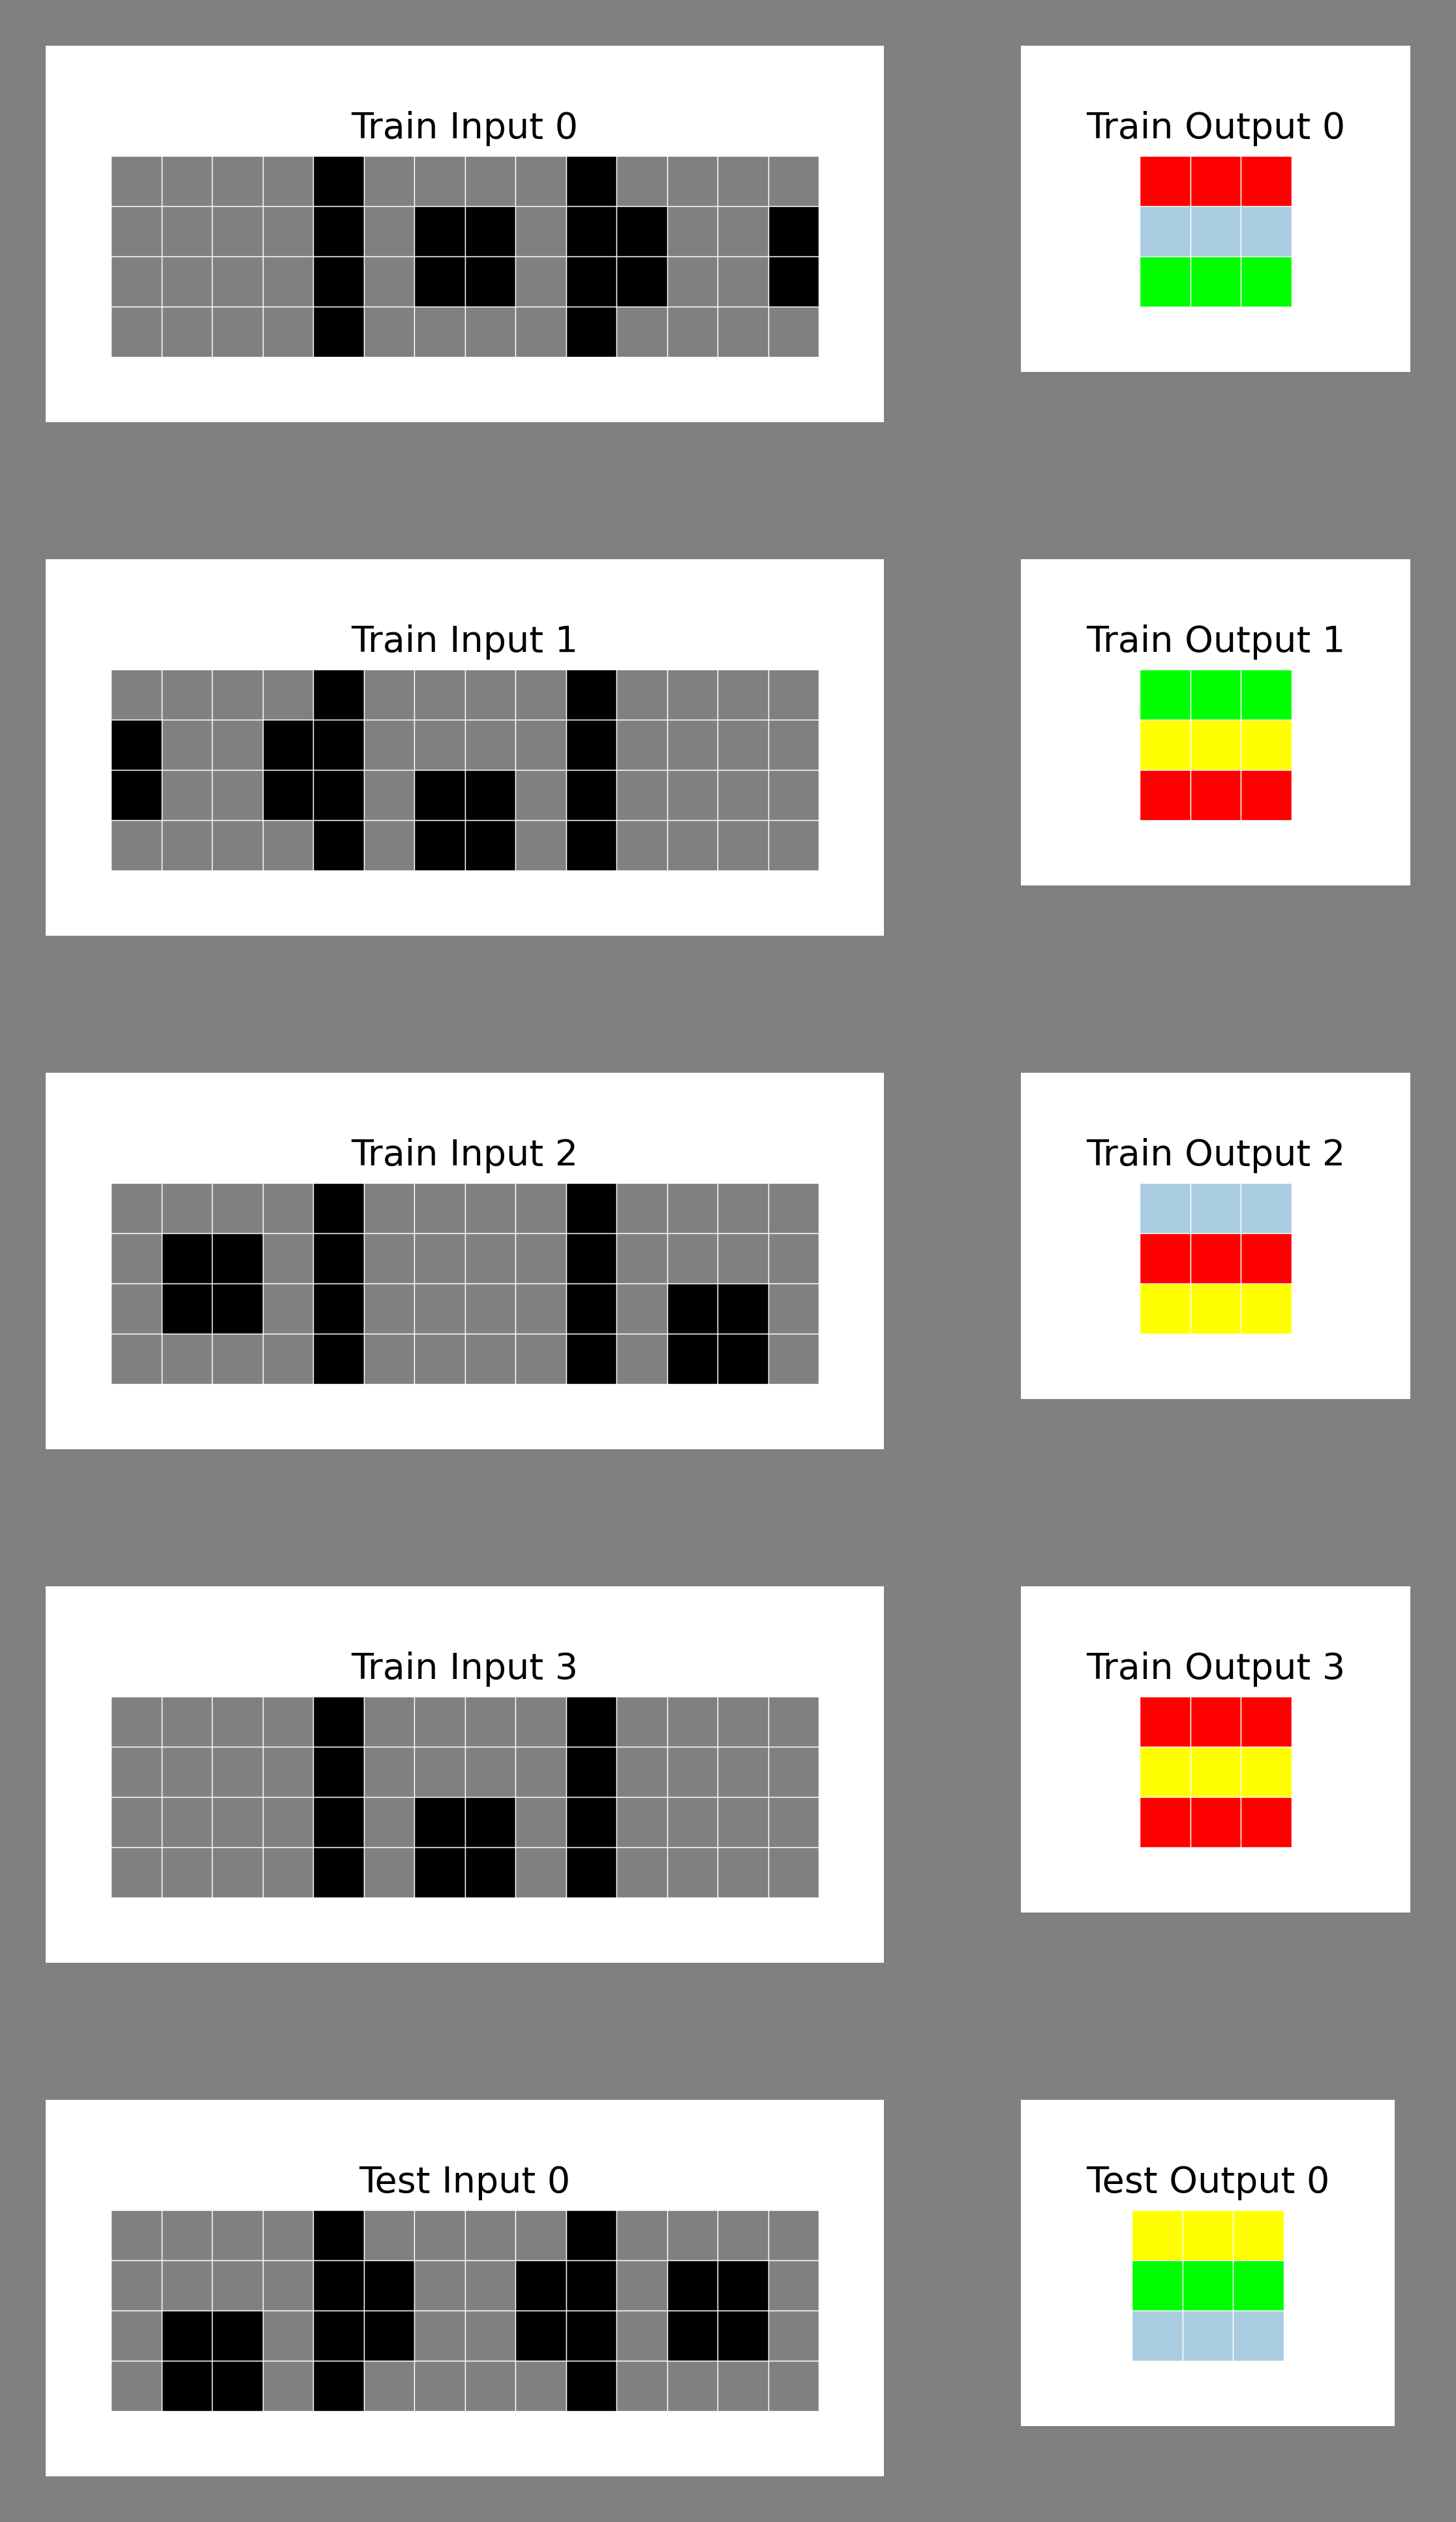 Train Input 0
Train Output 0
Train Input 1
Train Output 1
Train Input 2
Train Output 2
Train Input 3
Train Output 3
Test Input 0
Test Output 0